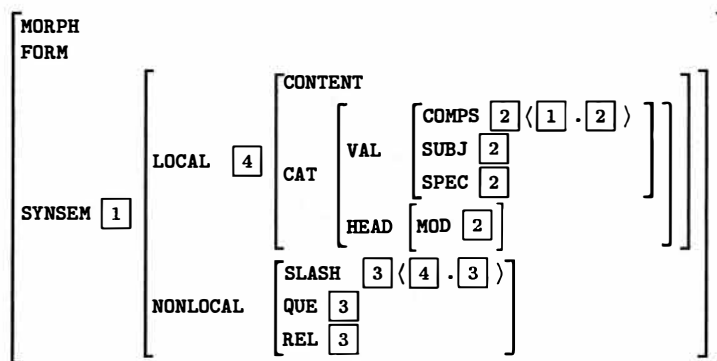 MORPH
FORM
CONTENT
COMPS 2 ⟨ 1 . 2 ⟩
VAL SUBJ 2
LOCAL 4 CAT SPEC 2
SYNSEM 1 HEAD MOD 2
SLASH 3 ⟨ 4 . 3 ⟩
NONLOCAL QUE 3
REL 3